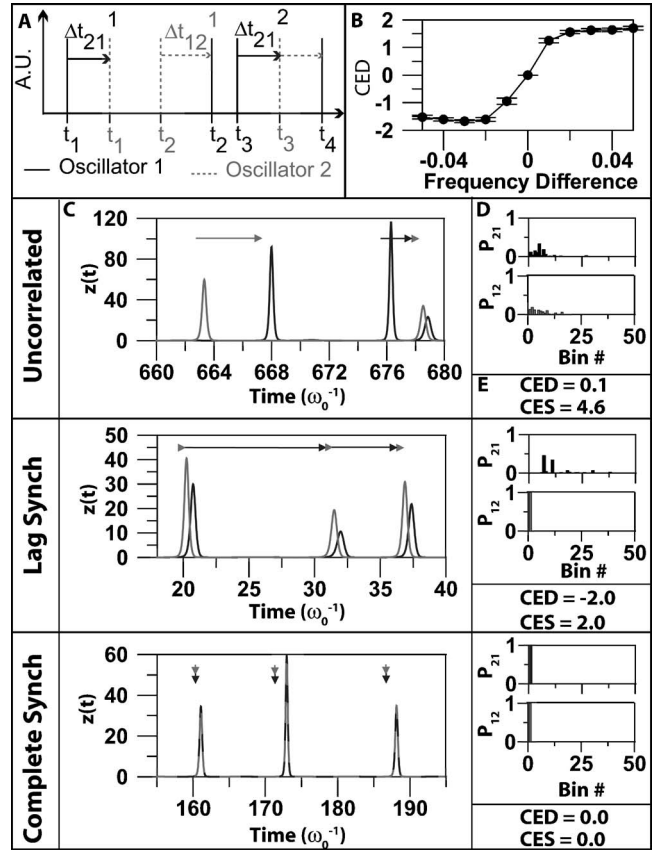 A
1
1
2
Δt21
Δt12
Δt21
A.U.
t1
t1
t2
t2
t3
t3
t4
Oscillator 1
Oscillator 2
B
2
1
0
-1
-2
CED
-0.04
0
0.04
Frequency Difference
Uncorrelated
C
120
80
40
0
z(t)
660
664
668
672
676
680
Time (ω0⁻¹)
D
1
0
P21
1
0
P12
0
25
50
Bin #
E
CED = 0.1
CES = 4.6
Lag Synch
50
40
30
20
10
0
z(t)
20
25
30
35
40
Time (ω0⁻¹)
1
0
P21
1
0
P12
0
25
50
Bin #
CED = -2.0
CES = 2.0
Complete Synch
60
40
20
0
z(t)
160
170
180
190
Time (ω0⁻¹)
1
0
P21
1
0
P12
0
25
50
Bin #
CED = 0.0
CES = 0.0